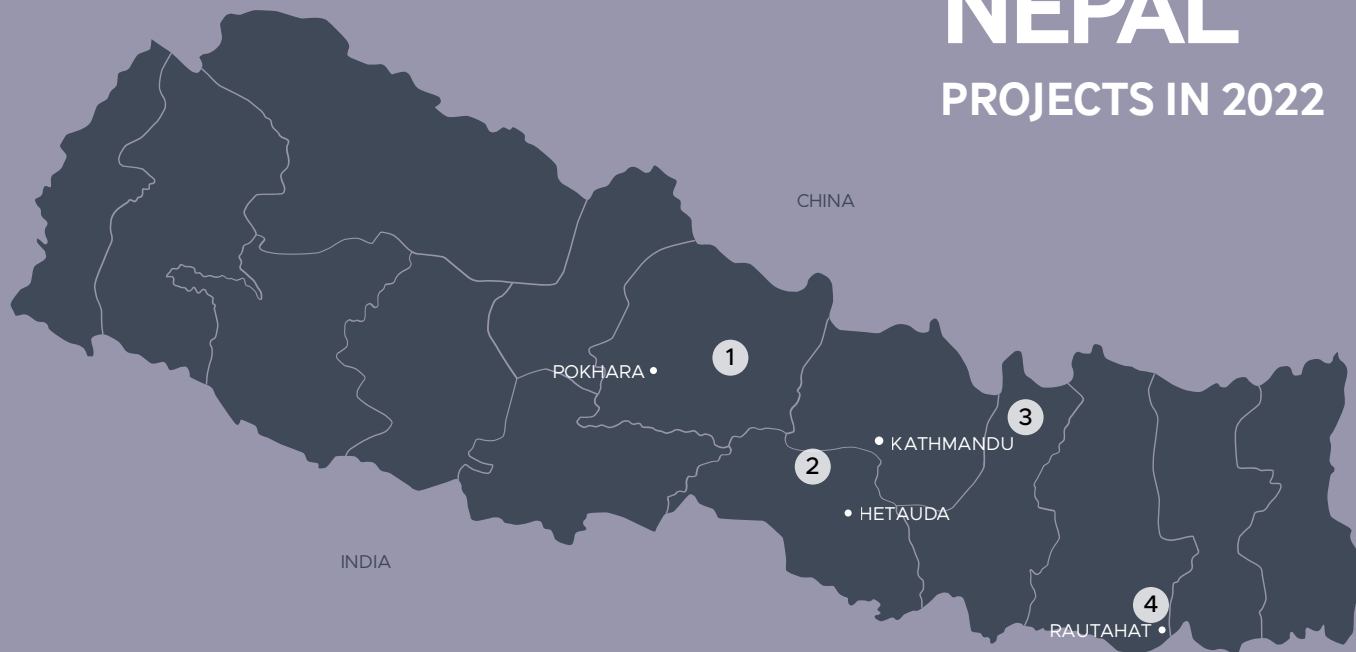 NEPAL
PROJECTS IN 2022
CHINA
1
POKHARA
3
KATHMANDU
2
HETAUDA
INDIA
4
RAUTAHAT